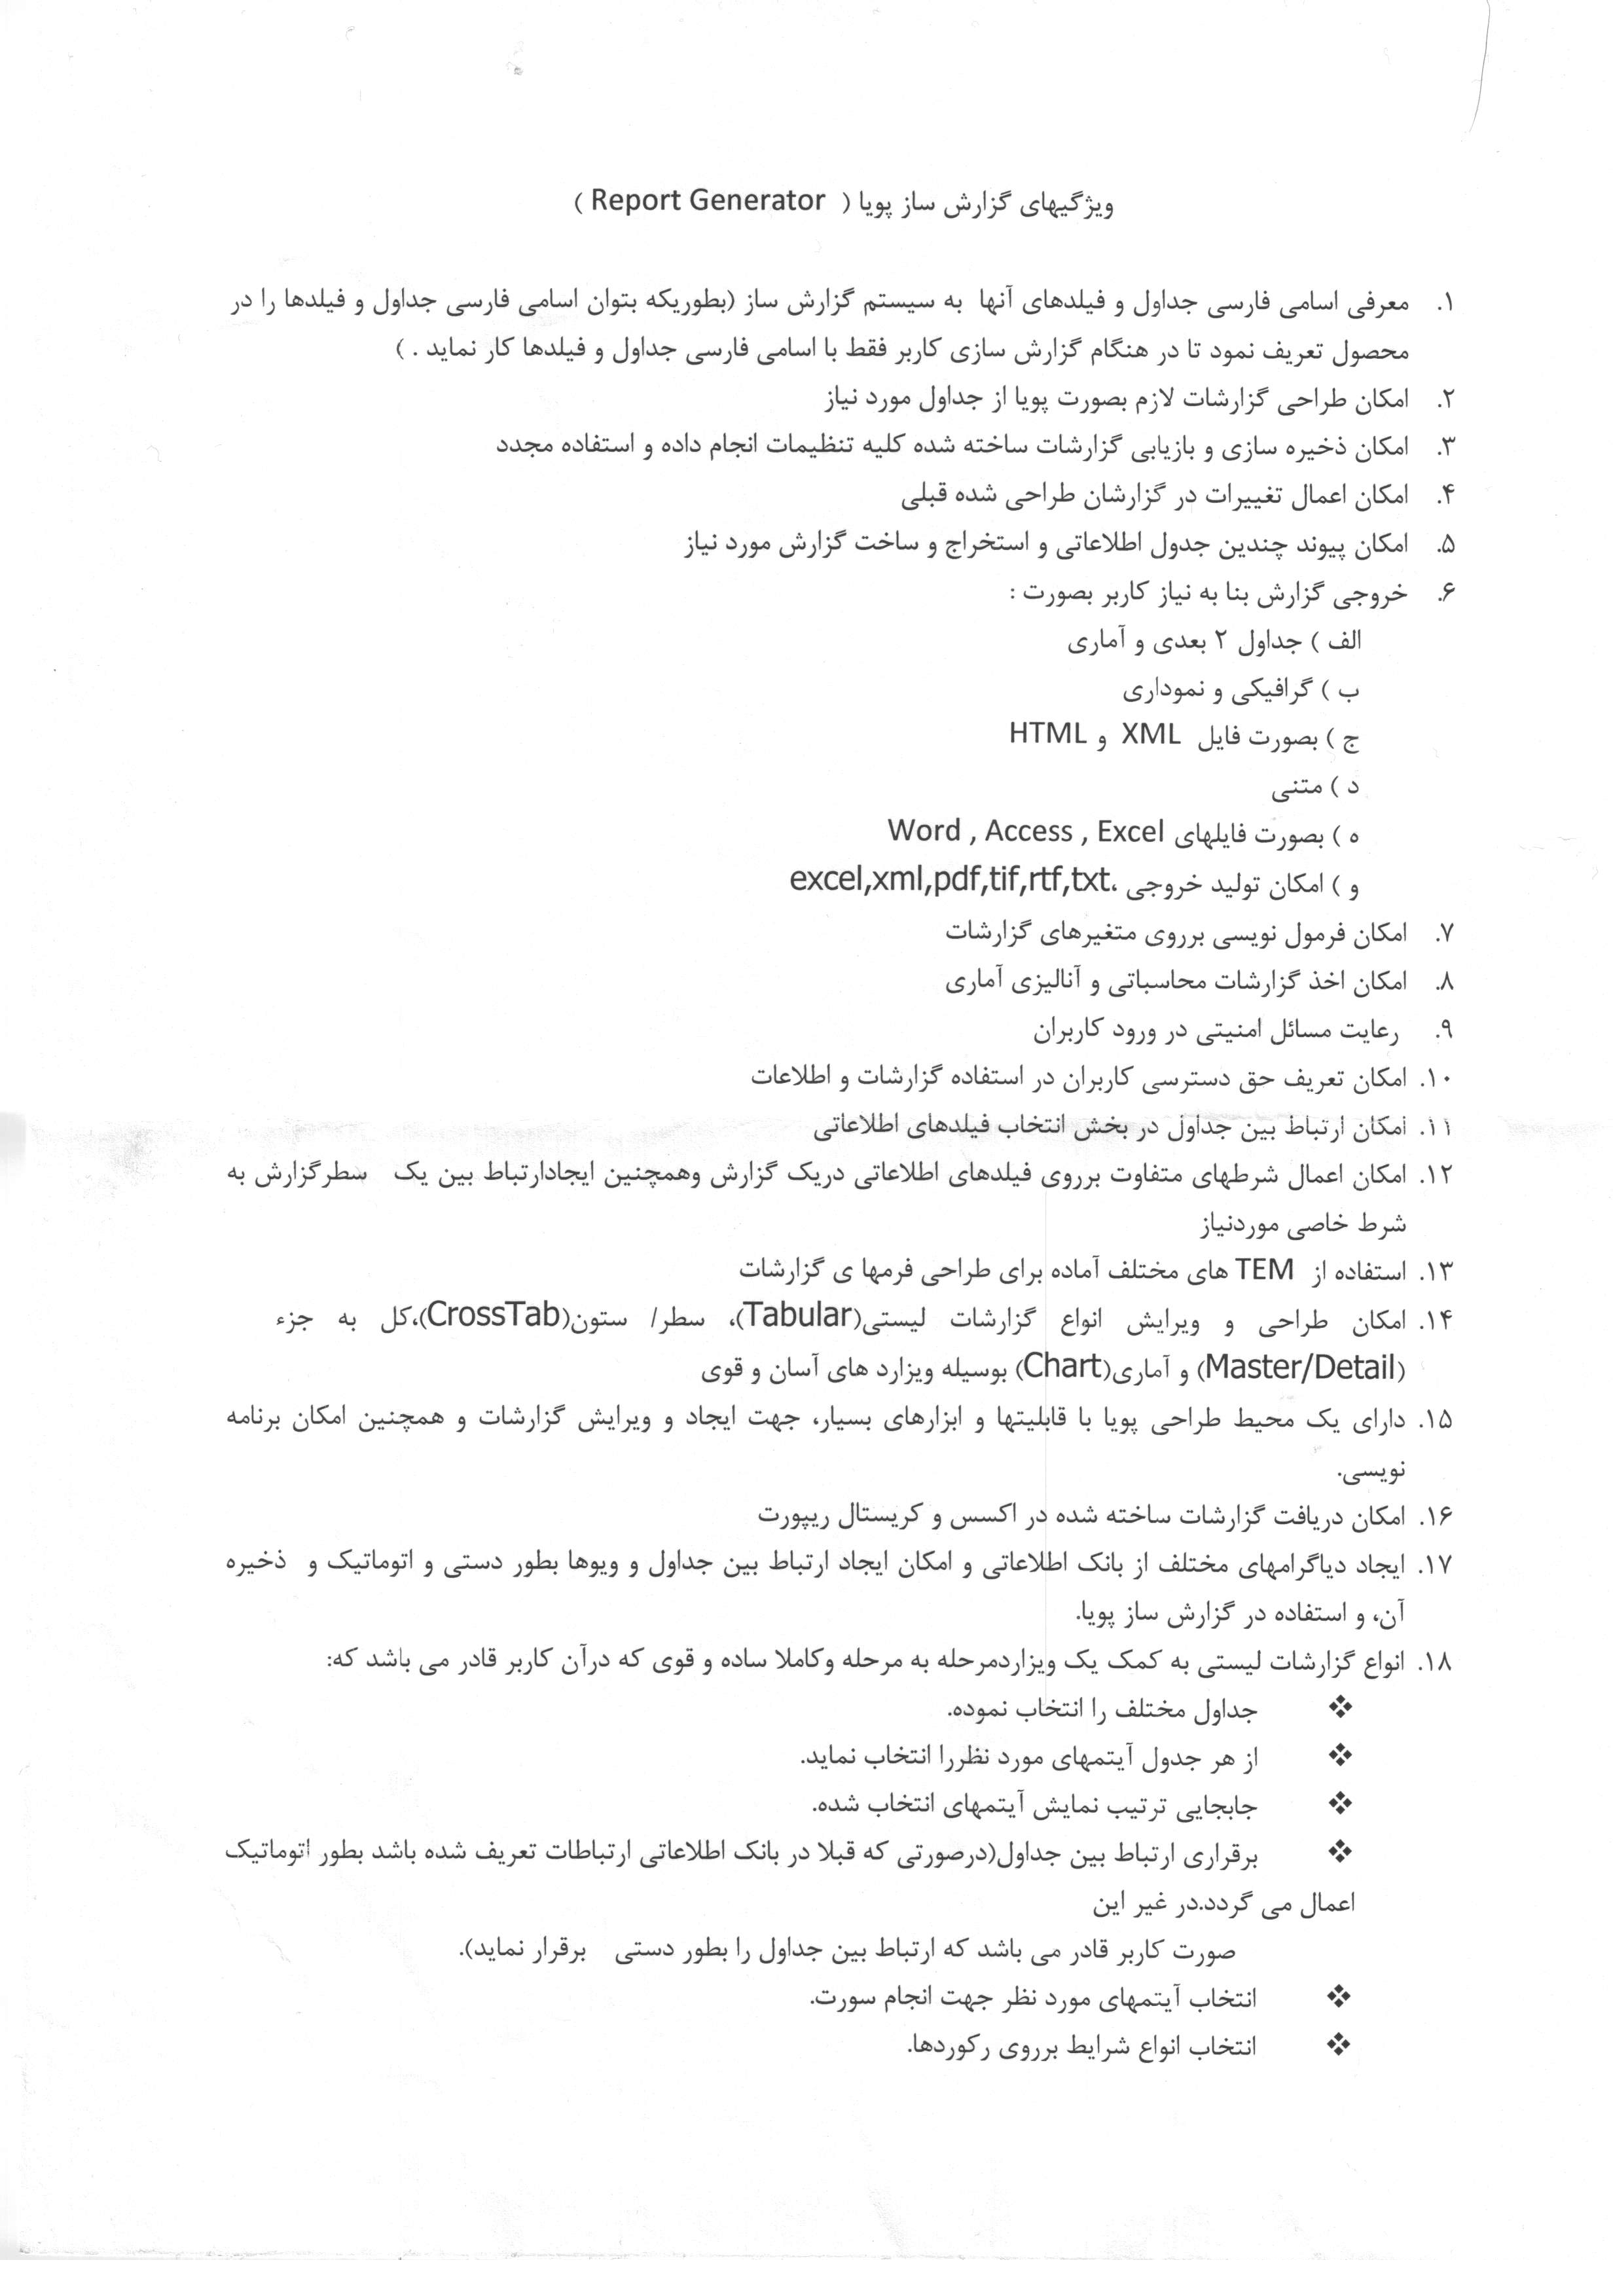 ویژگیهای گزارش ساز پویا ( Report Generator )
۱. معرفی اسامی فارسی جداول و فیلدهای آنها به سیستم گزارش ساز (بطوریکه بتوان اسامی فارسی جداول و فیلدها را در
محصول تعریف نمود تا در هنگام گزارش سازی کاربر فقط با اسامی فارسی جداول و فیلدها کار نماید . )
۲. امکان طراحی گزارشات لازم بصورت پویا از جداول مورد نیاز
۳. امکان ذخیره سازی و بازیابی گزارشات ساخته شده کلیه تنظیمات انجام داده و استفاده مجدد
۴. امکان اعمال تغییرات در گزارشان طراحی شده قبلی
۵. امکان پیوند چندین جدول اطلاعاتی و استخراج و ساخت گزارش مورد نیاز
۶. خروجی گزارش بنا به نیاز کاربر بصورت :
الف ) جداول ۲ بعدی و آماری
ب ) گرافیکی و نموداری
ج ) بصورت فایل XML و HTML
د ) متنی
ه ) بصورت فایلهای Word , Access , Excel
و ) امکان تولید خروجی excel,xml,pdf,tif,rtf,txt،
۷. امکان فرمول نویسی برروی متغیرهای گزارشات
۸. امکان اخذ گزارشات محاسباتی و آنالیزی آماری
۹. رعایت مسائل امنیتی در ورود کاربران
۱۰. امکان تعریف حق دسترسی کاربران در استفاده گزارشات و اطلاعات
۱۱. امکان ارتباط بین جداول در بخش انتخاب فیلدهای اطلاعاتی
۱۲. امکان اعمال شرطهای متفاوت برروی فیلدهای اطلاعاتی دریک گزارش وهمچنین ایجادارتباط بین یک سطرگزارش به
شرط خاصی موردنیاز
۱۳. استفاده از TEM های مختلف آماده برای طراحی فرمها ی گزارشات
۱۴. امکان طراحی و ویرایش انواع گزارشات لیستی(Tabular)، سطر/ ستون(CrossTab)،کل به جزء
(Master/Detail) و آماری(Chart) بوسیله ویزارد های آسان و قوی
۱۵. دارای یک محیط طراحی پویا با قابلیتها و ابزارهای بسیار، جهت ایجاد و ویرایش گزارشات و همچنین امکان برنامه
نویسی.
۱۶. امکان دریافت گزارشات ساخته شده در اکسس و کریستال ریپورت
۱۷. ایجاد دیاگرامهای مختلف از بانک اطلاعاتی و امکان ایجاد ارتباط بین جداول و ویوها بطور دستی و اتوماتیک و ذخیره
آن، و استفاده در گزارش ساز پویا.
۱۸. انواع گزارشات لیستی به کمک یک ویزاردمرحله به مرحله وکاملا ساده و قوی که درآن کاربر قادر می باشد که:
❖ جداول مختلف را انتخاب نموده.
❖ از هر جدول آیتمهای مورد نظررا انتخاب نماید.
❖ جابجایی ترتیب نمایش آیتمهای انتخاب شده.
❖ برقراری ارتباط بین جداول(درصورتی که قبلا در بانک اطلاعاتی ارتباطات تعریف شده باشد بطور اتوماتیک
اعمال می گردد.در غیر این
صورت کاربر قادر می باشد که ارتباط بین جداول را بطور دستی برقرار نماید).
❖ انتخاب آیتمهای مورد نظر جهت انجام سورت.
❖ انتخاب انواع شرایط برروی رکوردها.